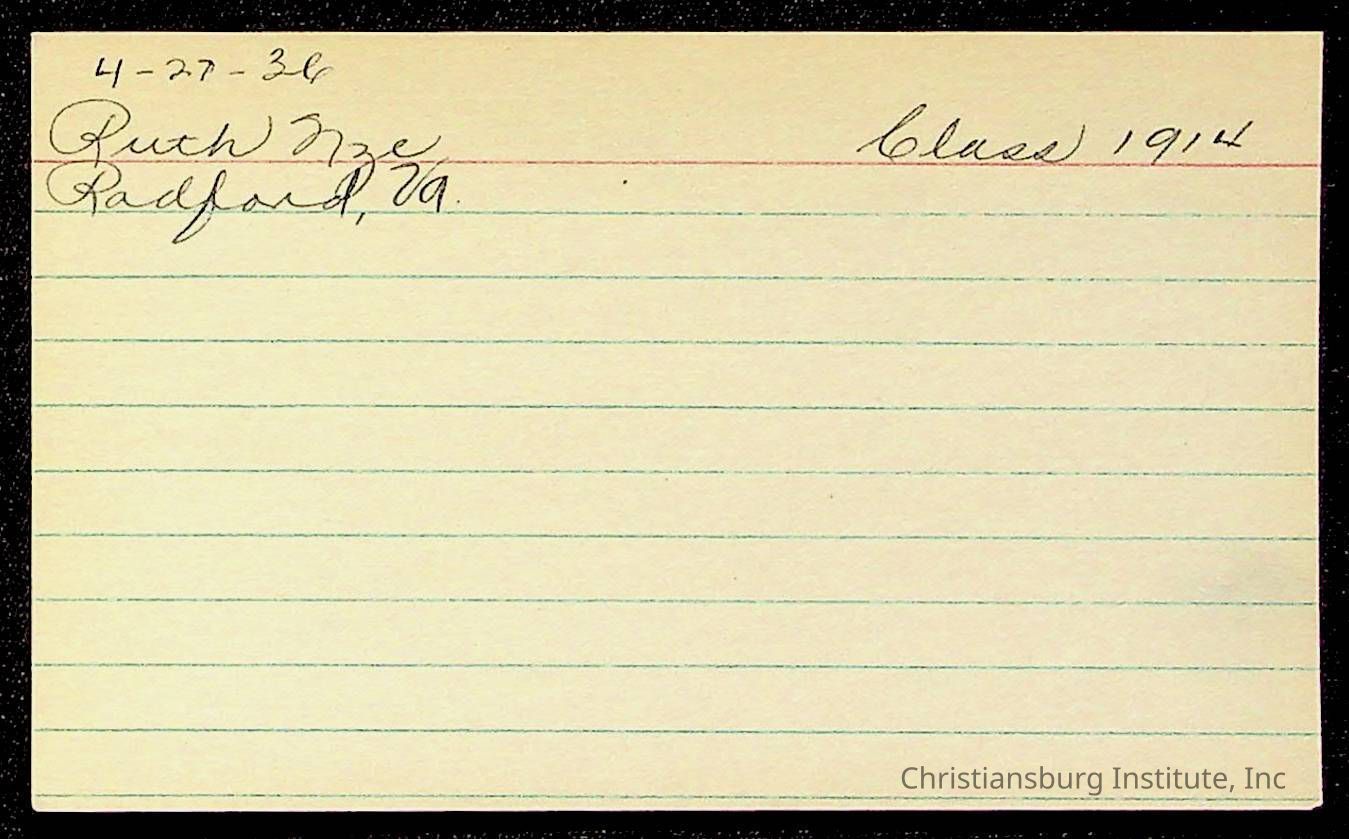 4-27-36
Ruth Nye Class 1914
Radford, Va.
Christiansburg Institute, Inc